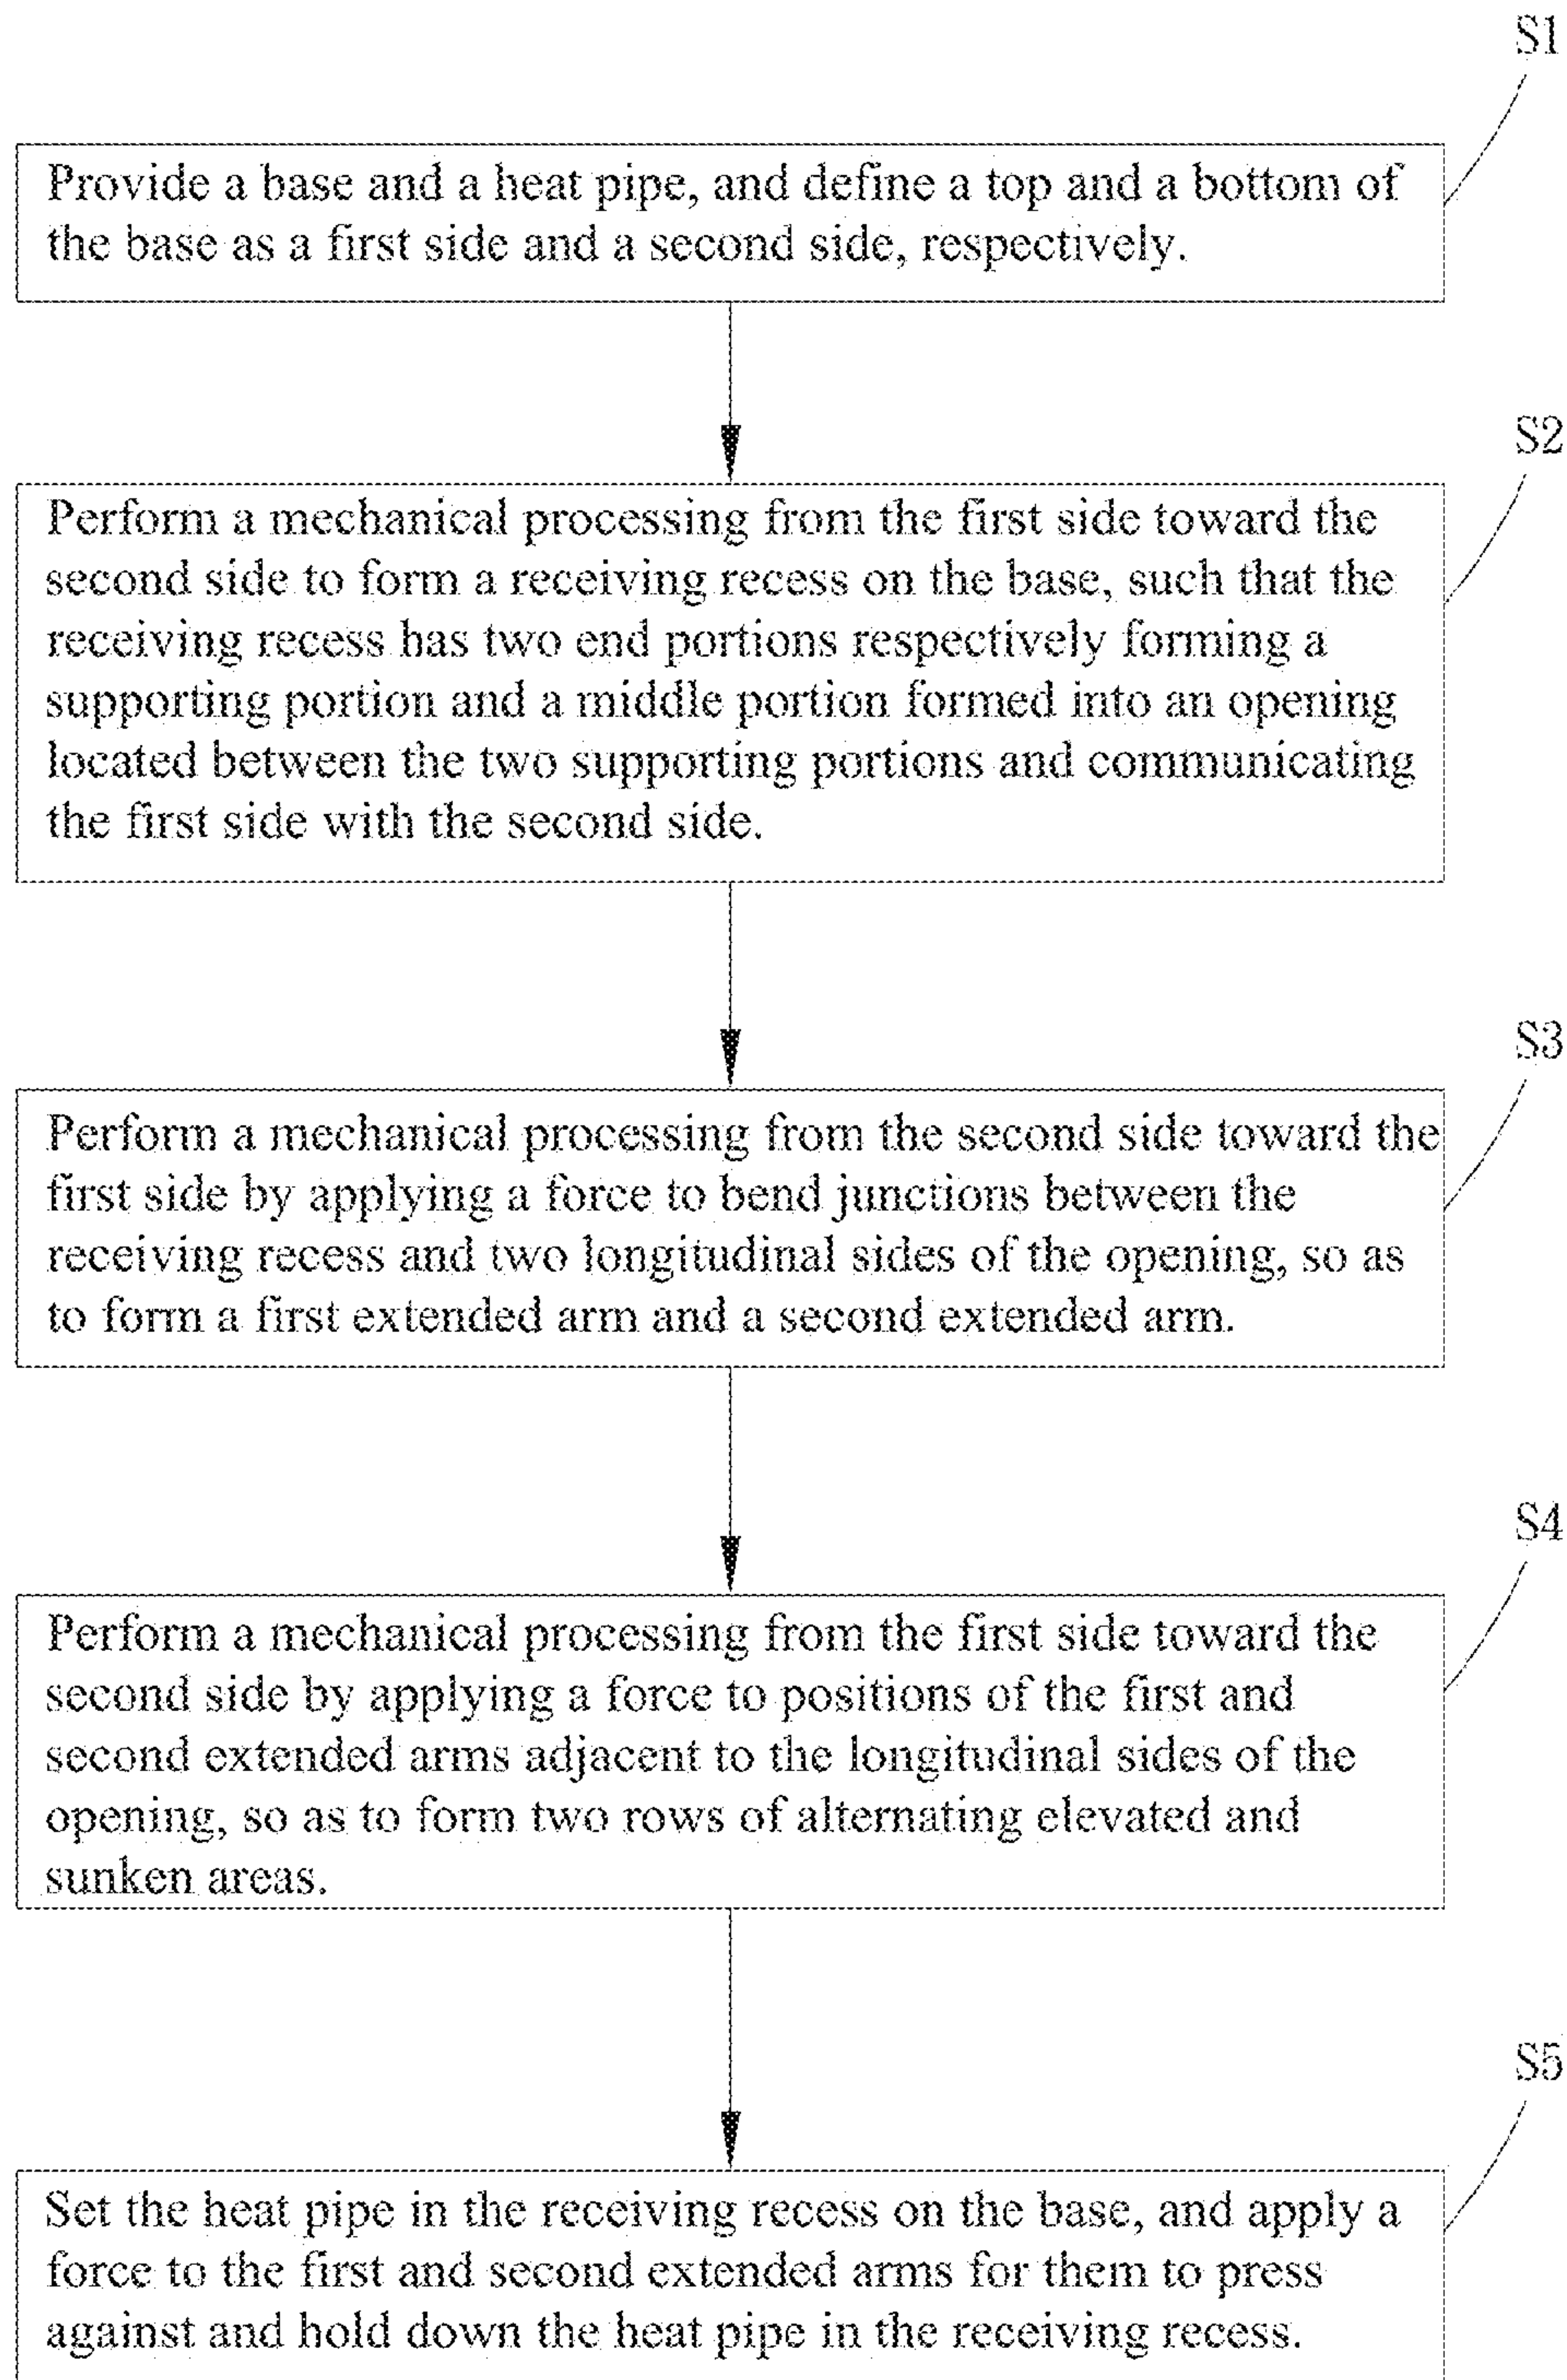 S1
Provide a base and a heat pipe, and define a top and a bottom of
the base as a first side and a second side, respectively.
S2
Perform a mechanical processing from the first side toward the
second side to form a receiving recess on the base, such that the
receiving recess has two end portions respectively forming a
supporting portion and a middle portion formed into an opening
located between the two supporting portions and communicating
the first side with the second side.
S3
Perform a mechanical processing from the second side toward the
first side by applying a force to bend junctions between the
receiving recess and two longitudinal sides of the opening, so as
to form a first extended arm and a second extended arm.
S4
Perform a mechanical processing from the first side toward the
second side by applying a force to positions of the first and
second extended arms adjacent to the longitudinal sides of the
opening, so as to form two rows of alternating elevated and
sunken areas.
S5
Set the heat pipe in the receiving recess on the base, and apply a
force to the first and second extended arms for them to press
against and hold down the heat pipe in the receiving recess.